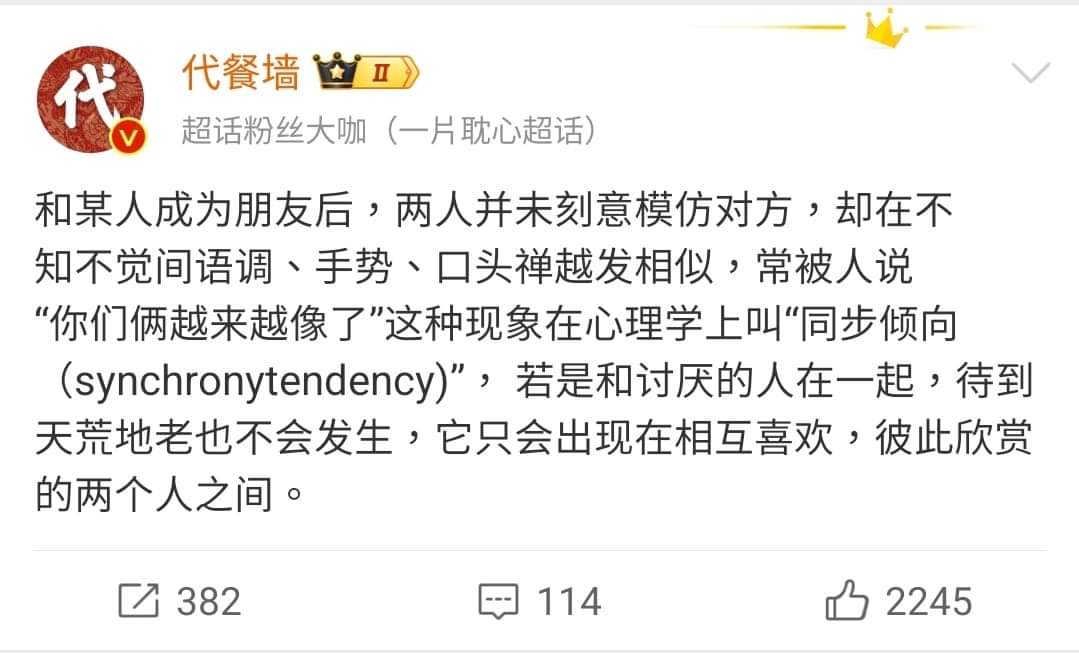 代
代餐墙 II
V
超话粉丝大咖（一片耽心超话）
和某人成为朋友后，两人并未刻意模仿对方，却在不
知不觉间语调、手势、口头禅越发相似，常被人说
“你们俩越来越像了”这种现象在心理学上叫“同步倾向
（synchronytendency)”， 若是和讨厌的人在一起，待到
天荒地老也不会发生，它只会出现在相互喜欢，彼此欣赏
的两个人之间。
382 114 2245